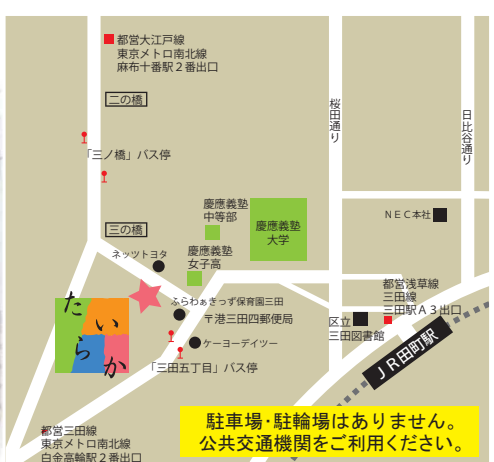 都営大江戸線
東京メトロ南北線
麻布十番駅２番出口
二の橋
桜田通り
日比谷通り
「三ノ橋」バス停
慶應義塾
中等部
慶應義塾
大学
ＮＥＣ本社
三の橋
ネッツトヨタ
慶應義塾
女子高
都営浅草線
三田線
三田駅Ａ３出口
ふらわぁきっず保育園三田
〒港三田四郵便局
区立
三田図書館
ケーヨーデイツー
ＪＲ田町駅
たいらか
「三田五丁目」バス停
駐車場・駐輪場はありません。
公共交通機関をご利用ください。
都営三田線
東京メトロ南北線
白金高輪駅２番出口